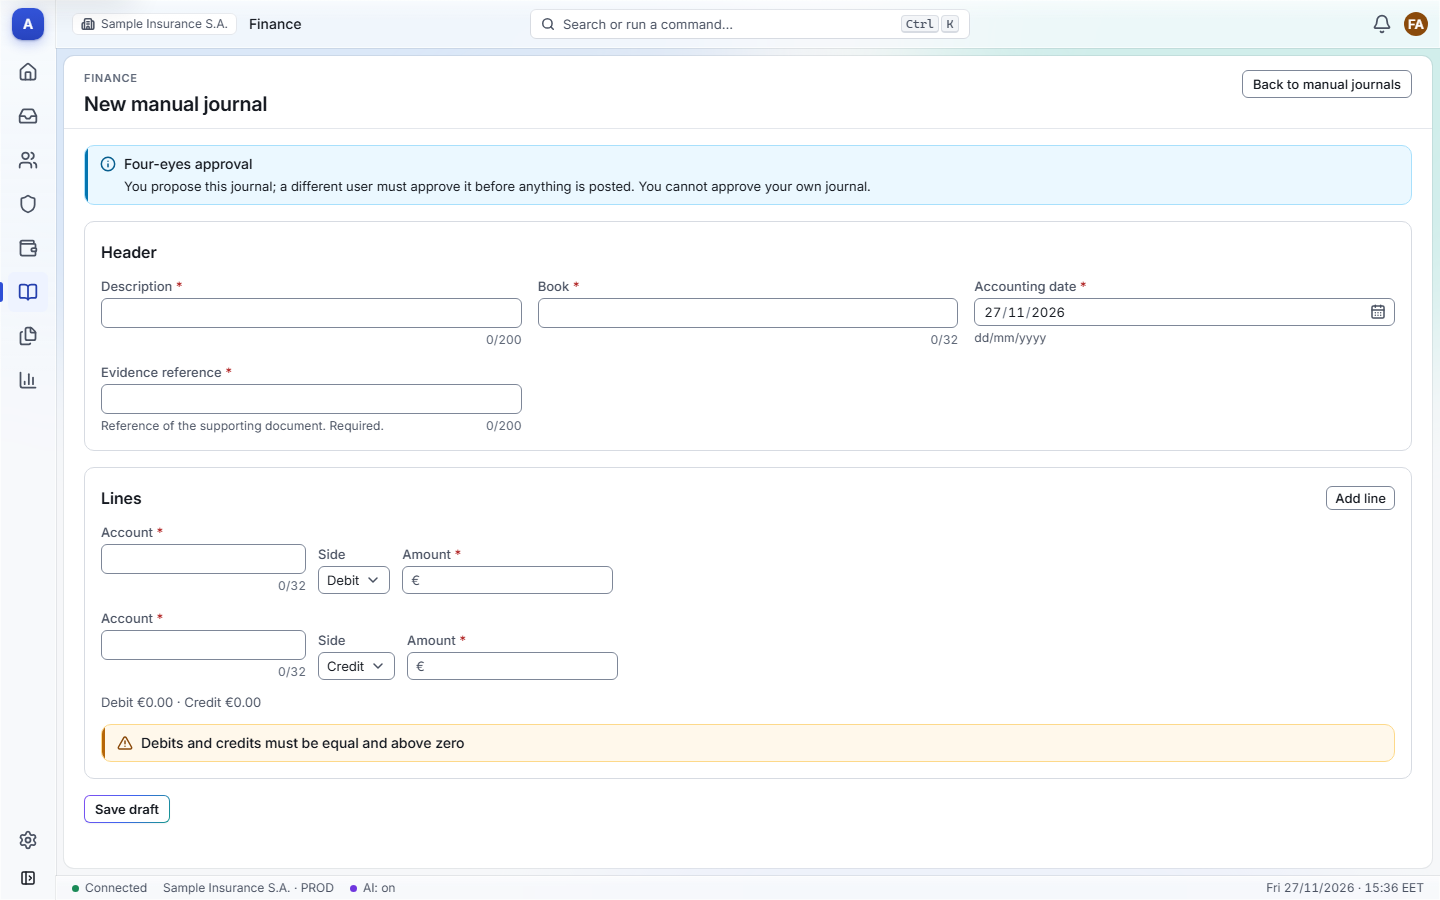 A
Sample Insurance S.A.
Finance
Search or run a command...
Ctrl K
FA
FINANCE
New manual journal
Back to manual journals
Four-eyes approval
You propose this journal; a different user must approve it before anything is posted. You cannot approve your own journal.
Header
Description *
Book *
Accounting date *
27/11/2026
0/200
0/32
dd/mm/yyyy
Evidence reference *
Reference of the supporting document. Required.
0/200
Lines
Add line
Account *
Side
Amount *
Debit
€
0/32
Account *
Side
Amount *
Credit
€
0/32
Debit €0.00 · Credit €0.00
Debits and credits must be equal and above zero
Save draft
Connected
Sample Insurance S.A. · PROD
AI: on
Fri 27/11/2026 · 15:36 EET